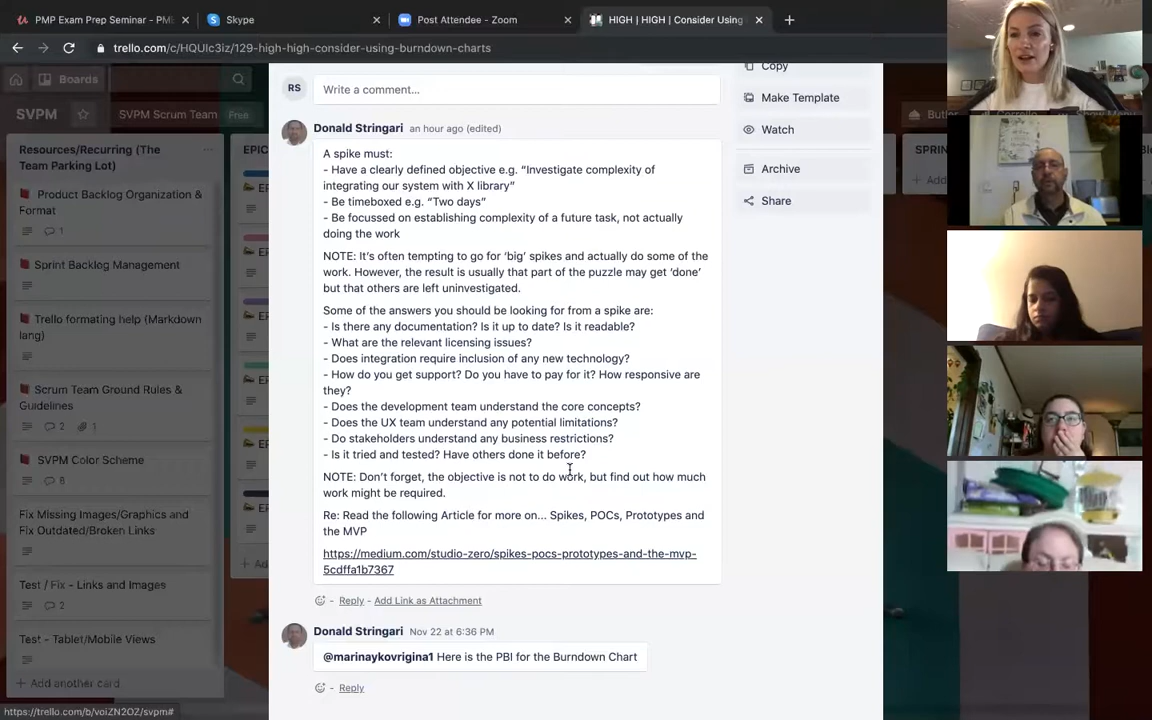 PMP Exam Prep Seminar - PM
Skype
Post Attendee - Zoom
HIGH | HIGH | Consider Using
trello.com/c/HQUlc3iz/129-high-high-consider-using-burndown-charts
Boards
SVPM
SVPM Scrum Team
Free
Butler
Show Menu
Resources/Recurring (The
Team Parking Lot)
Product Backlog Organization &
Format
1
Sprint Backlog Management
Trello formating help (Markdown
lang)
Scrum Team Ground Rules &
Guidelines
2
1
SVPM Color Scheme
8
Fix Missing Images/Graphics and
Fix Outdated/Broken Links
Test / Fix - Links and Images
2
Test - Tablet/Mobile Views
+ Add another card
https://trello.com/b/voiZN2OZ/svpm#
EPIC
+ A
RS
Write a comment...
Donald Stringari an hour ago (edited)
A spike must:
- Have a clearly defined objective e.g. “Investigate complexity of
integrating our system with X library”
- Be timeboxed e.g. “Two days”
- Be focussed on establishing complexity of a future task, not actually
doing the work
NOTE: It’s often tempting to go for ‘big’ spikes and actually do some of the
work. However, the result is usually that part of the puzzle may get ‘done’
but that others are left uninvestigated.
Some of the answers you should be looking for from a spike are:
- Is there any documentation? Is it up to date? Is it readable?
- What are the relevant licensing issues?
- Does integration require inclusion of any new technology?
- How do you get support? Do you have to pay for it? How responsive are
they?
- Does the development team understand the core concepts?
- Does the UX team understand any potential limitations?
- Do stakeholders understand any business restrictions?
- Is it tried and tested? Have others done it before?
NOTE: Don’t forget, the objective is not to do work, but find out how much
work might be required.
Re: Read the following Article for more on... Spikes, POCs, Prototypes and
the MVP
https://medium.com/studio-zero/spikes-pocs-prototypes-and-the-mvp-
5cdffa1b7367
- Reply - Add Link as Attachment
Donald Stringari Nov 22 at 6:36 PM
@marinaykovrigina1 Here is the PBI for the Burndown Chart
- Reply
Copy
Make Template
Watch
Archive
Share
SPRIN
+ Add